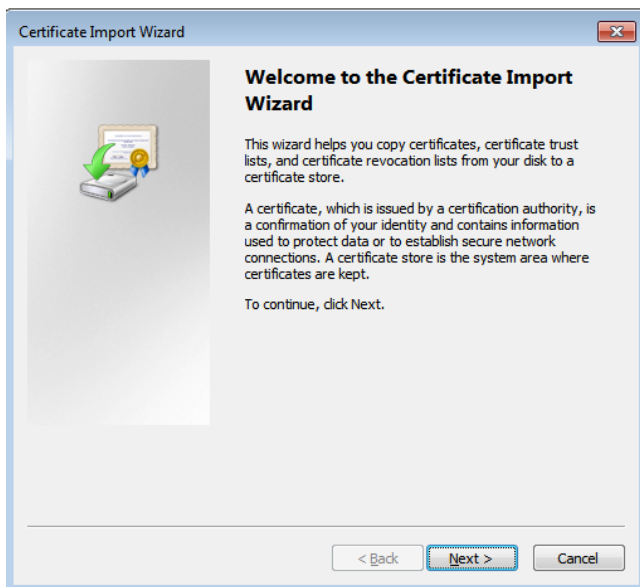 Certificate Import Wizard
Welcome to the Certificate Import
Wizard
This wizard helps you copy certificates, certificate trust
lists, and certificate revocation lists from your disk to a
certificate store.
A certificate, which is issued by a certification authority, is
a confirmation of your identity and contains information
used to protect data or to establish secure network
connections. A certificate store is the system area where
certificates are kept.
To continue, click Next.
< Back Next > Cancel